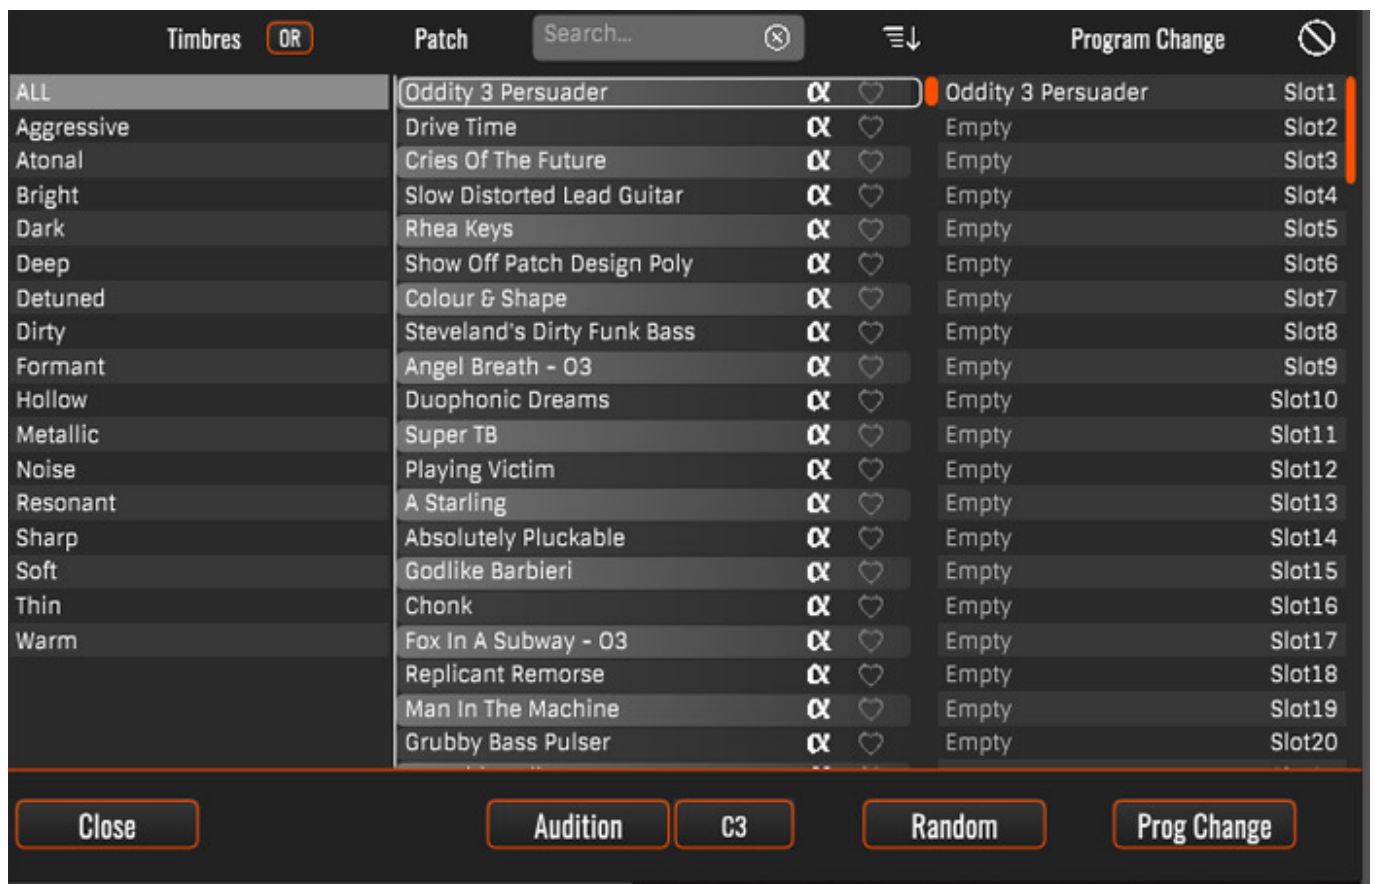 Timbres OR Patch Search... Program Change
ALL
Aggressive
Atonal
Bright
Dark
Deep
Detuned
Dirty
Formant
Hollow
Metallic
Noise
Resonant
Sharp
Soft
Thin
Warm
Oddity 3 Persuader α
Drive Time α
Cries Of The Future α
Slow Distorted Lead Guitar α
Rhea Keys α
Show Off Patch Design Poly α
Colour & Shape α
Steveland's Dirty Funk Bass α
Angel Breath - O3 α
Duophonic Dreams α
Super TB α
Playing Victim α
A Starling α
Absolutely Pluckable α
Godlike Barbieri α
Chonk α
Fox In A Subway - O3 α
Replicant Remorse α
Man In The Machine α
Grubby Bass Pulser α
Oddity 3 Persuader Slot1
Empty Slot2
Empty Slot3
Empty Slot4
Empty Slot5
Empty Slot6
Empty Slot7
Empty Slot8
Empty Slot9
Empty Slot10
Empty Slot11
Empty Slot12
Empty Slot13
Empty Slot14
Empty Slot15
Empty Slot16
Empty Slot17
Empty Slot18
Empty Slot19
Empty Slot20
Close Audition C3 Random Prog Change